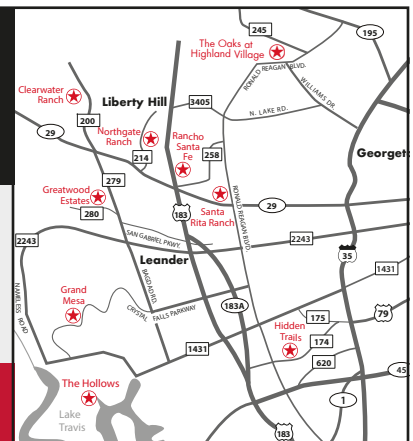 245
195
The Oaks at
Highland Village
RONALD REAGAN BLVD.
WILLIAMS DR
Clearwater
Ranch
Liberty Hill
3405
N. LAKE RD.
200
29
Northgate
Ranch
Rancho
Santa
Fe
214
258
Georget
279
Greatwood
Estates
280
183
Santa
Rita Ranch
RONALD REAGAN BLVD.
29
SAN GABRIEL PKWY.
2243
2243
Leander
35
1431
BAGDAD RD.
NAMELESS
ROAD
Grand
Mesa
CRYSTAL FALLS PARKWAY
183A
175
79
Hidden
Trails
174
1431
620
45
The Hollows
Lake
Travis
1
183